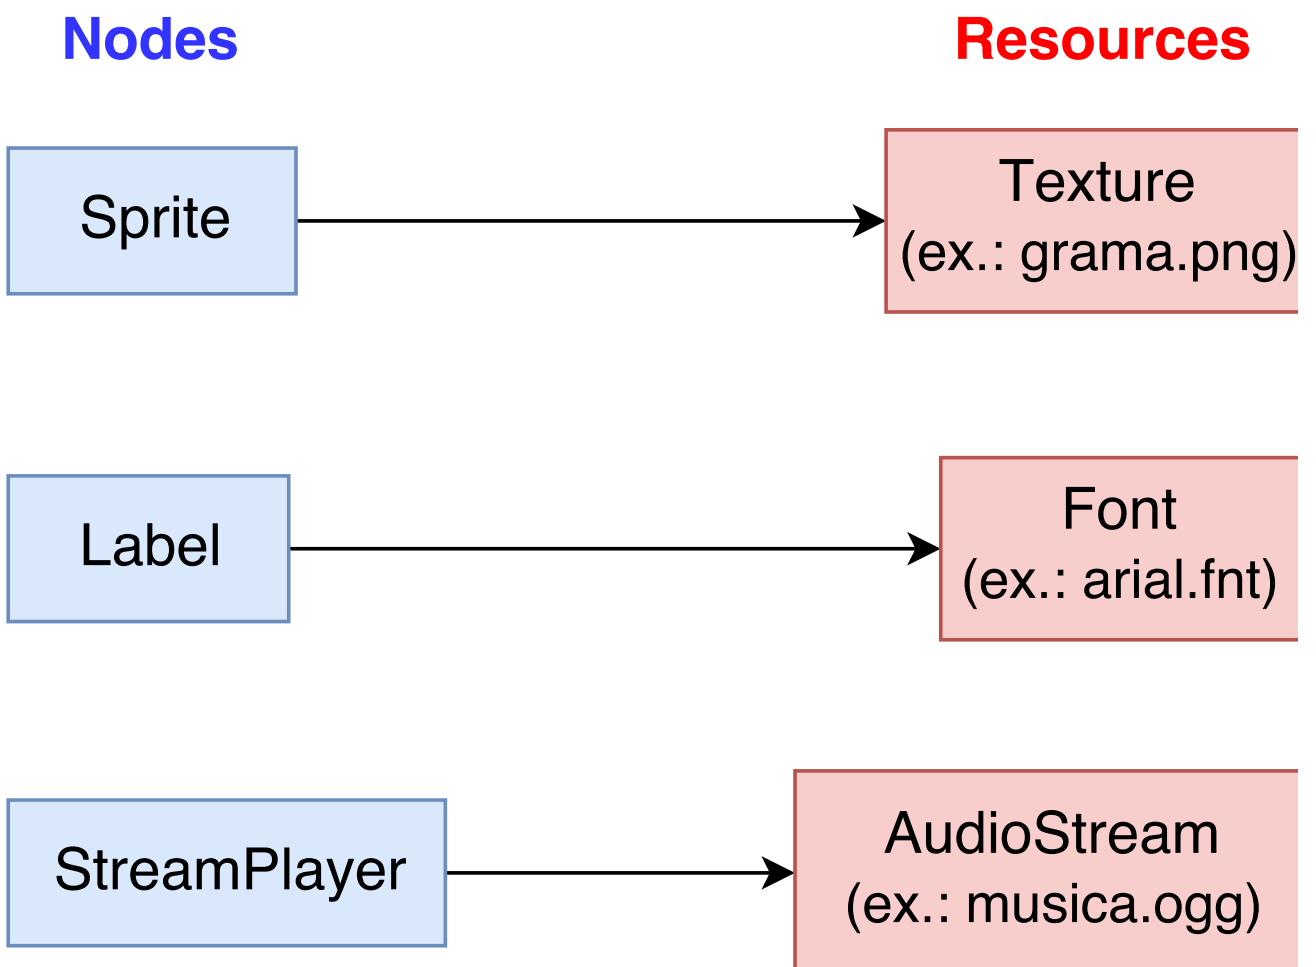 Nodes
Resources
Sprite
Texture
(ex.: grama.png)
Label
Font
(ex.: arial.fnt)
StreamPlayer
AudioStream
(ex.: musica.ogg)